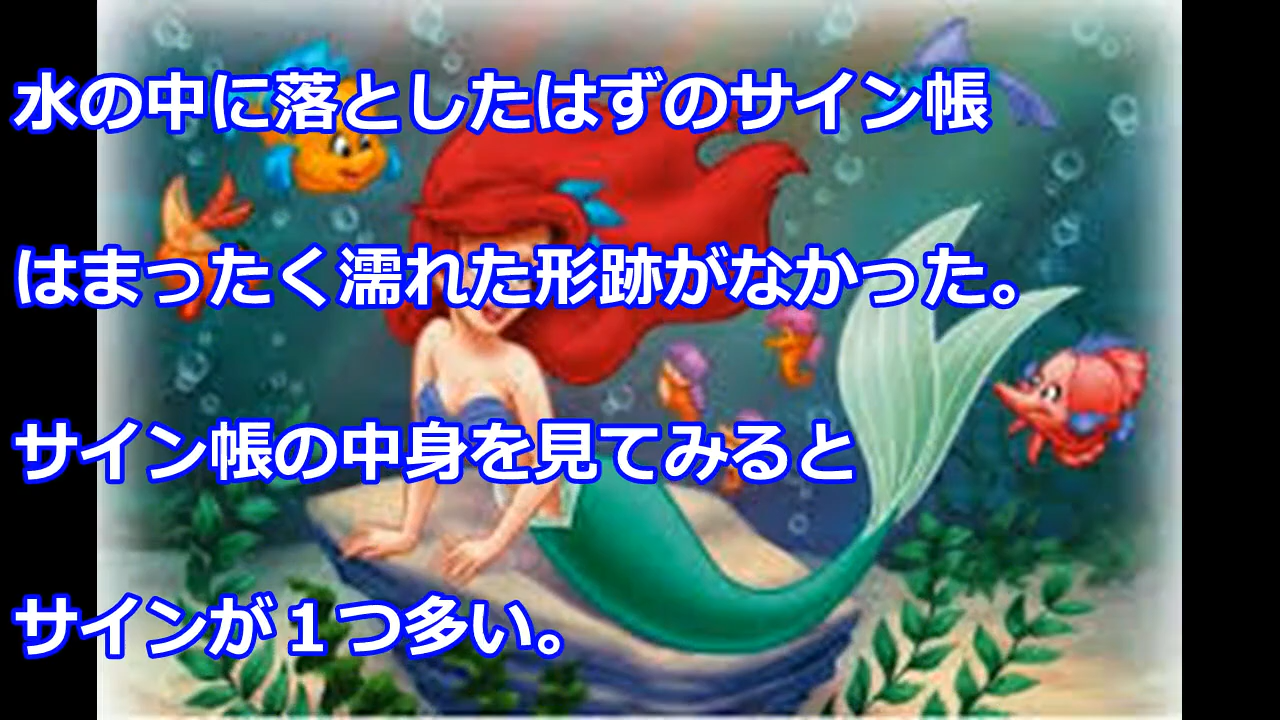 水の中に落としたはずのサイン帳
はまったく濡れた形跡がなかった。
サイン帳の中身を見てみると
サインが１つ多い。